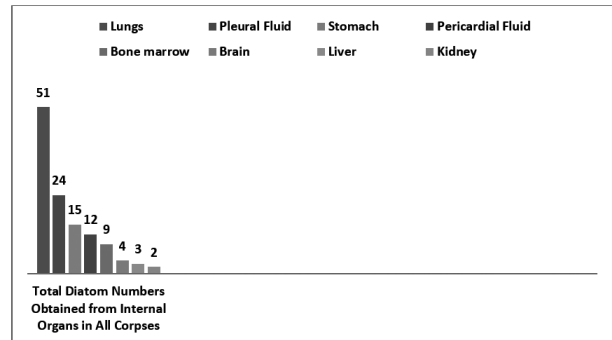 Lungs Pleural Fluid Stomach Pericardial Fluid
Bone marrow Brain Liver Kidney
51
24
15
12
9
4
3
2
Total Diatom Numbers
Obtained from Internal
Organs in All Corpses